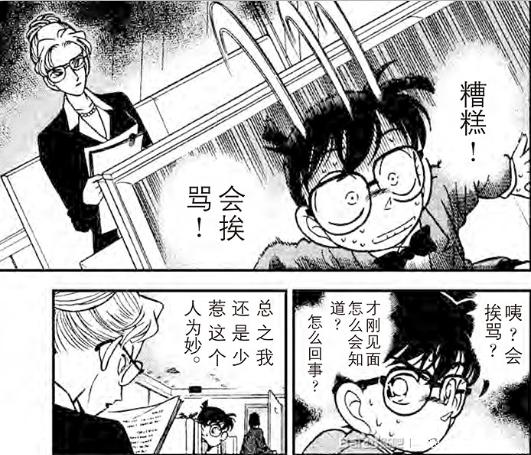 糟糕！
会挨
骂！
咦？会
挨骂？
才刚见面
怎么会知
道？
怎么回事？
总之我
还是少
惹这个
人为妙。